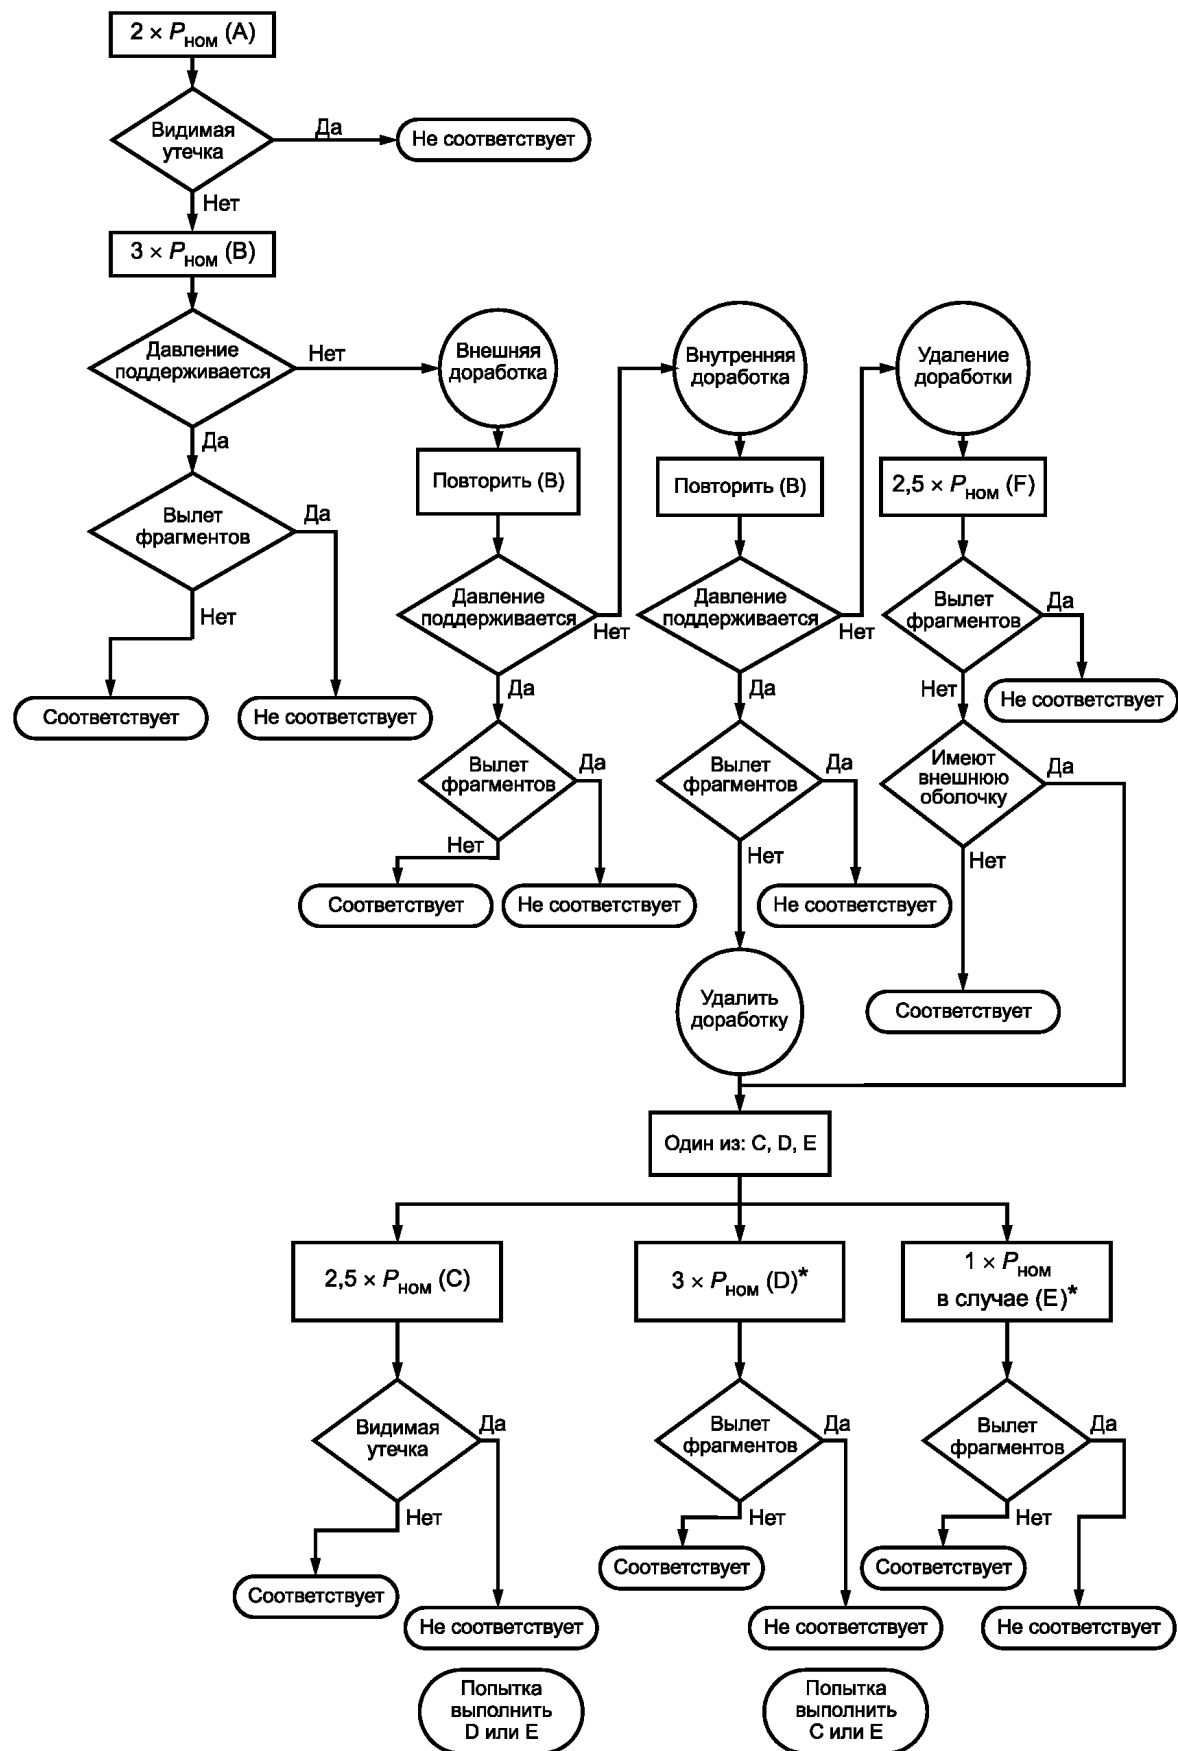 2 × Pном (A)
Видимая
утечка
Да
Не соответствует
Нет
3 × Pном (B)
Давление
поддерживается
Нет
Внешняя
доработка
Внутренняя
доработка
Удаление
доработки
Да
Повторить (B)
Повторить (B)
2,5 × Pном (F)
Вылет
фрагментов
Да
Нет
Давление
поддерживается
Нет
Давление
поддерживается
Нет
Вылет
фрагментов
Да
Соответствует
Не соответствует
Да
Да
Нет
Не соответствует
Вылет
фрагментов
Да
Нет
Вылет
фрагментов
Да
Нет
Имеют
внешнюю
оболочку
Да
Нет
Соответствует
Не соответствует
Не соответствует
Удалить
доработку
Соответствует
Один из: C, D, E
2,5 × Pном (C)
3 × Pном (D)*
1 × Pном
в случае (E)*
Видимая
утечка
Да
Нет
Вылет
фрагментов
Да
Нет
Вылет
фрагментов
Да
Нет
Соответствует
Не соответствует
Соответствует
Не соответствует
Соответствует
Не соответствует
Попытка
выполнить
D или E
Попытка
выполнить
C или E